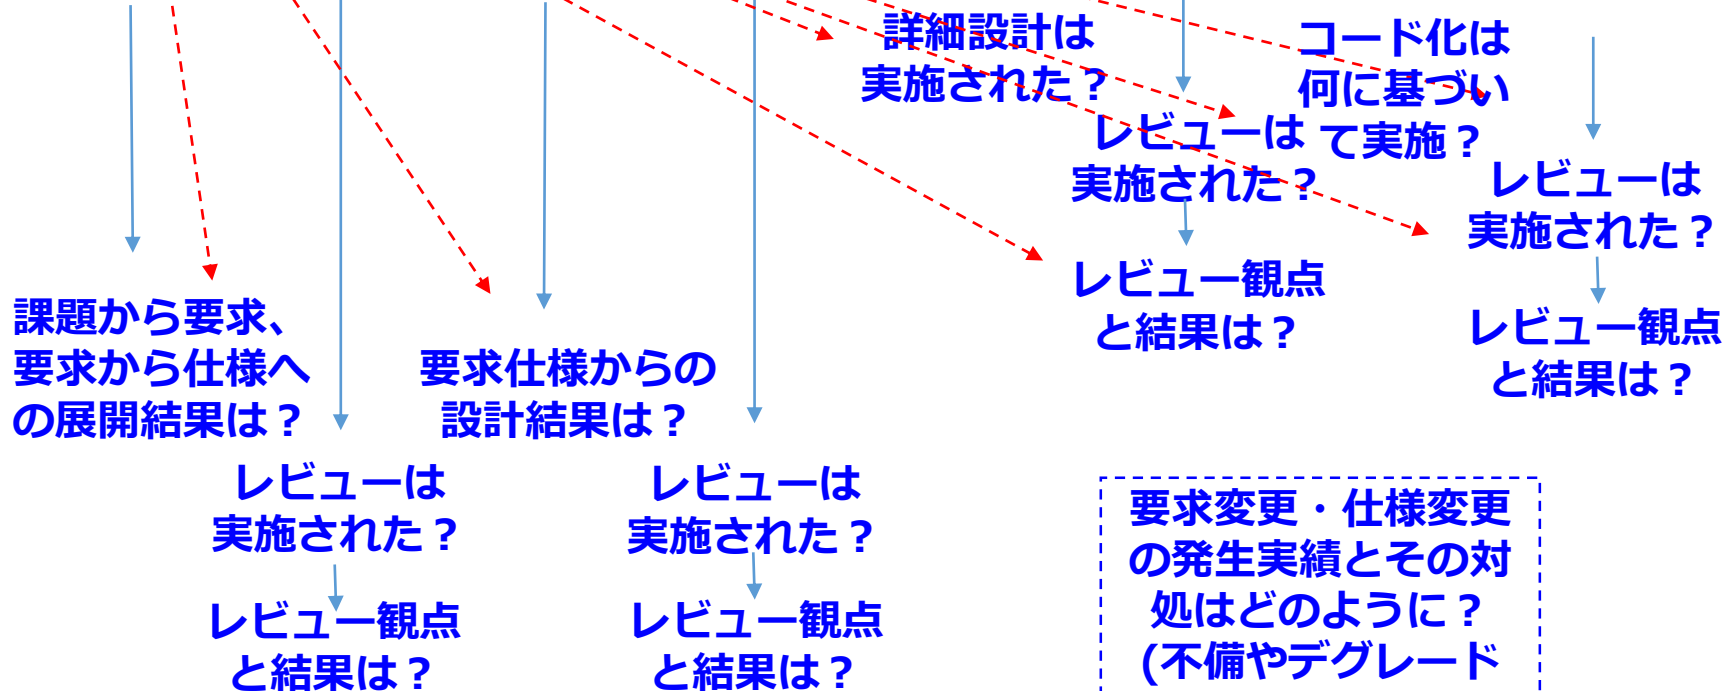 詳細設計は
実施された？
コード化は
何に基づい
て実施？
レビューは
実施された？
レビュー観点
と結果は？
レビューは
実施された？
レビュー観点
と結果は？
課題から要求、
要求から仕様へ
の展開結果は？
要求仕様からの
設計結果は？
レビューは
実施された？
レビュー観点
と結果は？
レビューは
実施された？
レビュー観点
と結果は？
要求変更・仕様変更
の発生実績とその対
処はどのように？
(不備やデグレード